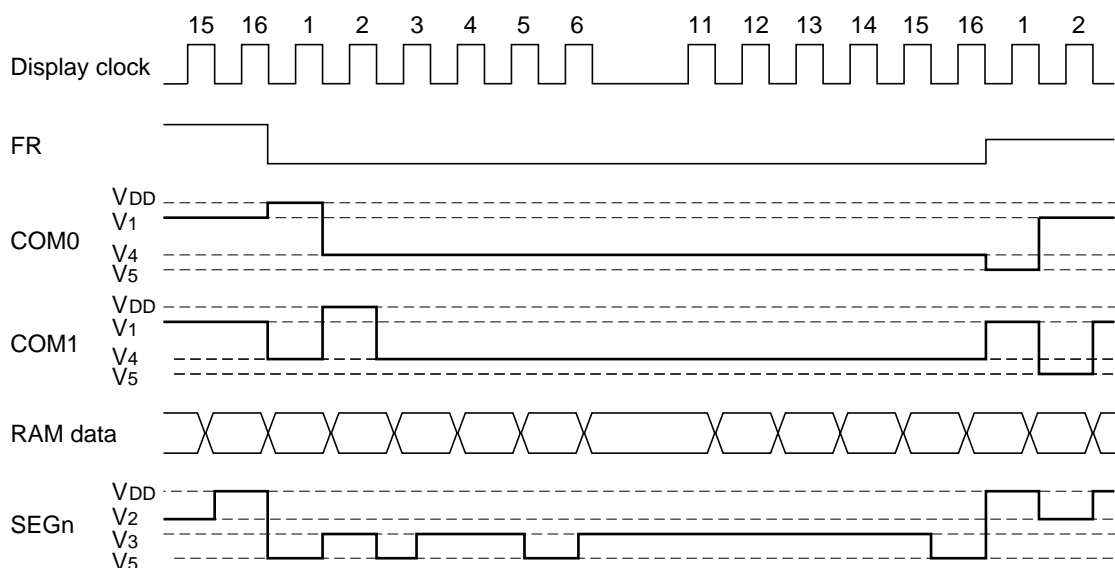 15 16 1 2 3 4 5 6 11 12 13 14 15 16 1 2
Display clock
FR
VDD
V1
COM0
V4
V5
VDD
V1
COM1
V4
V5
RAM data
VDD
V2
SEGn
V3
V5